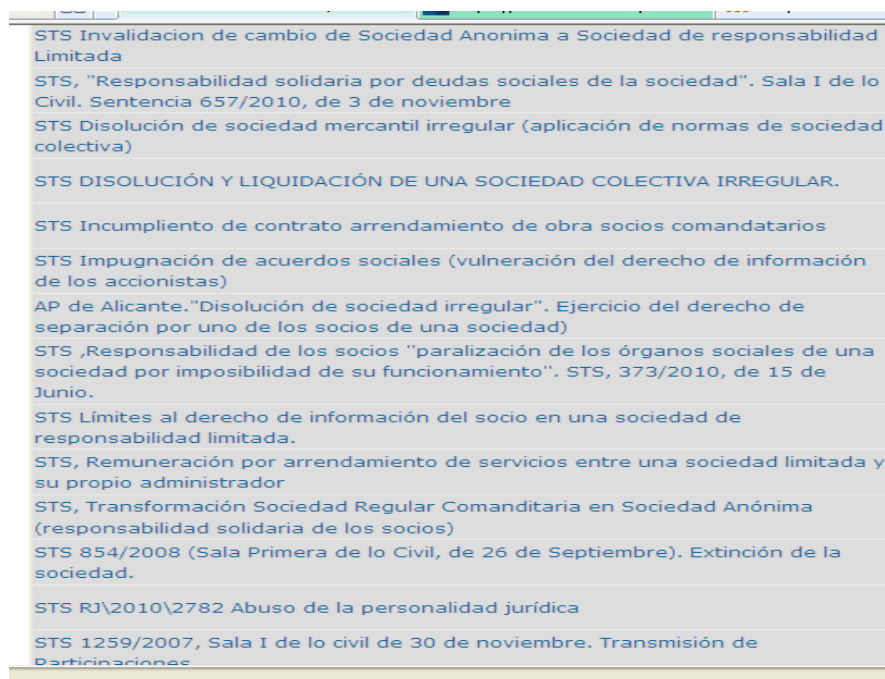 STS Invalidacion de cambio de Sociedad Anonima a Sociedad de responsabilidad
Limitada
STS, "Responsabilidad solidaria por deudas sociales de la sociedad". Sala I de lo
Civil. Sentencia 657/2010, de 3 de noviembre
STS Disolución de sociedad mercantil irregular (aplicación de normas de sociedad
colectiva)
STS DISOLUCIÓN Y LIQUIDACIÓN DE UNA SOCIEDAD COLECTIVA IRREGULAR.
STS Incumpliento de contrato arrendamiento de obra socios comandatarios
STS Impugnación de acuerdos sociales (vulneración del derecho de información
de los accionistas)
AP de Alicante."Disolución de sociedad irregular". Ejercicio del derecho de
separación por uno de los socios de una sociedad)
STS ,Responsabilidad de los socios "paralización de los órganos sociales de una
sociedad por imposibilidad de su funcionamiento". STS, 373/2010, de 15 de
Junio.
STS Límites al derecho de información del socio en una sociedad de
responsabilidad limitada.
STS, Remuneración por arrendamiento de servicios entre una sociedad limitada y
su propio administrador
STS, Transformación Sociedad Regular Comanditaria en Sociedad Anónima
(responsabilidad solidaria de los socios)
STS 854/2008 (Sala Primera de lo Civil, de 26 de Septiembre). Extinción de la
sociedad.
STS RJ\2010\2782 Abuso de la personalidad jurídica
STS 1259/2007, Sala I de lo civil de 30 de noviembre. Transmisión de
Participaciones